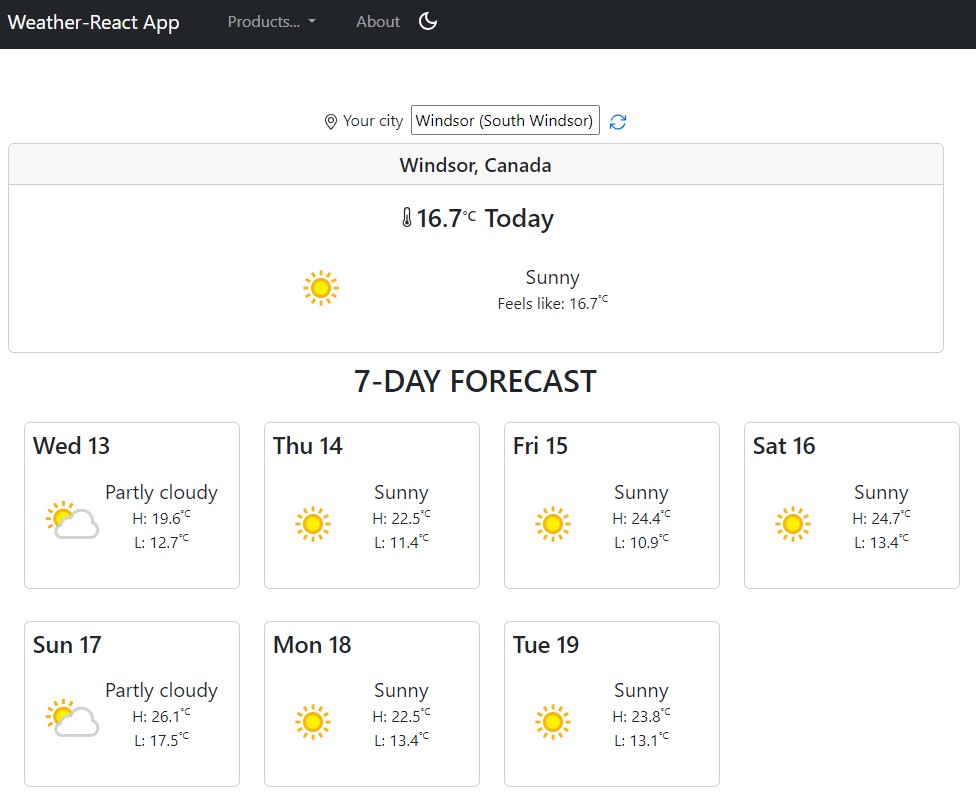 Weather-React App Products... About
Your city Windsor (South Windsor)
Windsor, Canada
16.7°C Today
Sunny
Feels like: 16.7°C
7-DAY FORECAST
Wed 13
Partly cloudy
H: 19.6°C
L: 12.7°C
Thu 14
Sunny
H: 22.5°C
L: 11.4°C
Fri 15
Sunny
H: 24.4°C
L: 10.9°C
Sat 16
Sunny
H: 24.7°C
L: 13.4°C
Sun 17
Partly cloudy
H: 26.1°C
L: 17.5°C
Mon 18
Sunny
H: 22.5°C
L: 13.4°C
Tue 19
Sunny
H: 23.8°C
L: 13.1°C